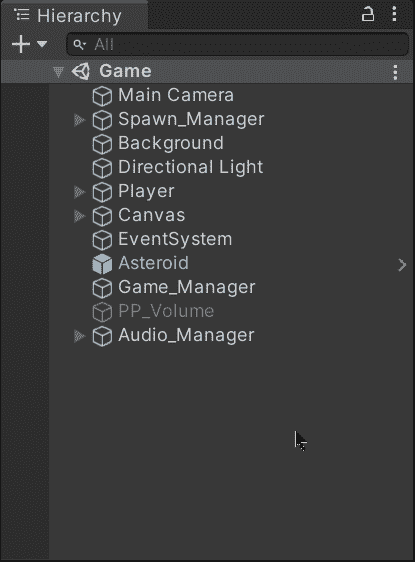 Hierarchy
All
Game
Main Camera
Spawn_Manager
Background
Directional Light
Player
Canvas
EventSystem
Asteroid
Game_Manager
PP_Volume
Audio_Manager